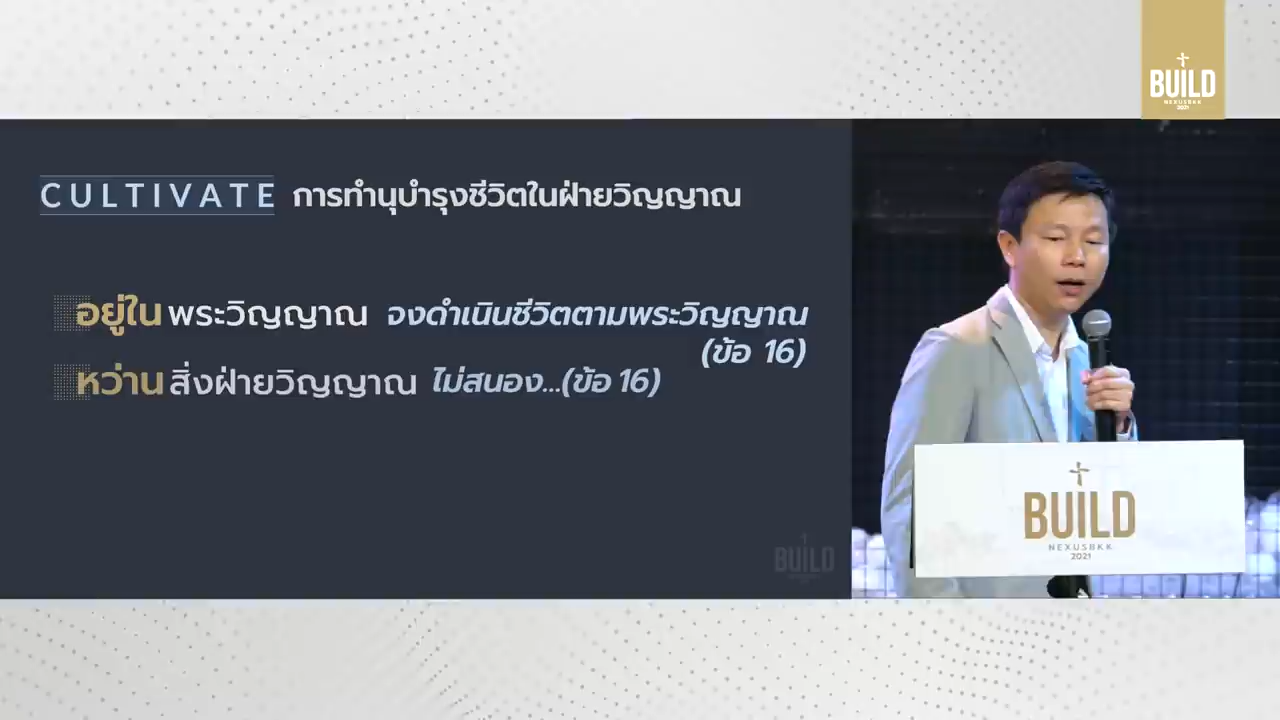 BUILD
NEXUSBKK
2021
CULTIVATE การทำนุบำรุงชีวิตในฝ่ายวิญญาณ
อยู่ใน พระวิญญาณ จงดำเนินชีวิตตามพระวิญญาณ
(ข้อ 16)
หว่าน สิ่งฝ่ายวิญญาณ ไม่สนอง...(ข้อ 16)
BUILD
BUILD
NEXUSBKK
2021